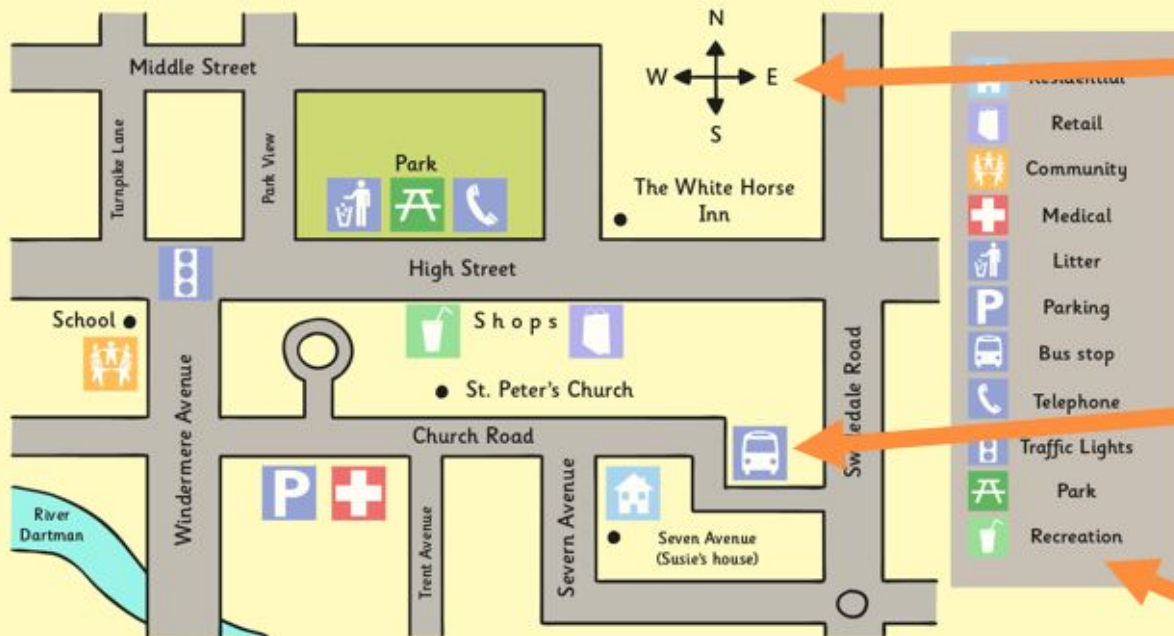 Middle Street
Turnpike Lane
Park View
Park
N
W E
S
The White Horse
Inn
High Street
School
Shops
St. Peter's Church
Church Road
Windermere Avenue
River
Dartman
P
Trent Avenue
Severn Avenue
Seven Avenue
(Susie's house)
Road
Residential
Retail
Community
Medical
Litter
P Parking
Bus stop
Telephone
Traffic Lights
Park
Recreation